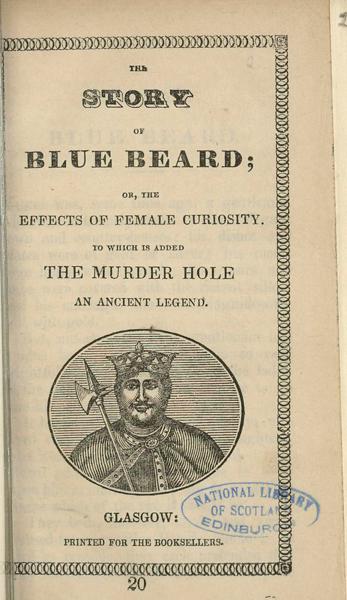 THE
STORY
OF
BLUE BEARD;
OR, THE
EFFECTS OF FEMALE CURIOSITY.
TO WHICH IS ADDED
THE MURDER HOLE
AN ANCIENT LEGEND.
NATIONAL LIBRARY
OF SCOTLAND
EDINBURGH
GLASGOW:
PRINTED FOR THE BOOKSELLERS.
20